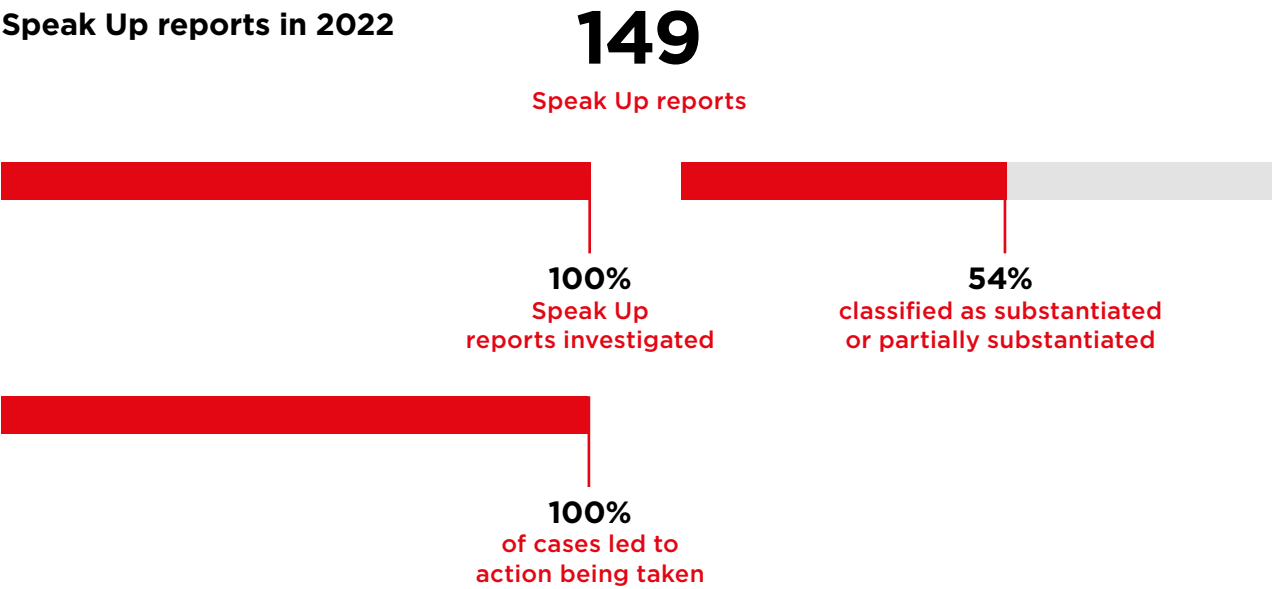 Speak Up reports in 2022
149
Speak Up reports
100%
Speak Up
reports investigated
54%
classified as substantiated
or partially substantiated
100%
of cases led to
action being taken